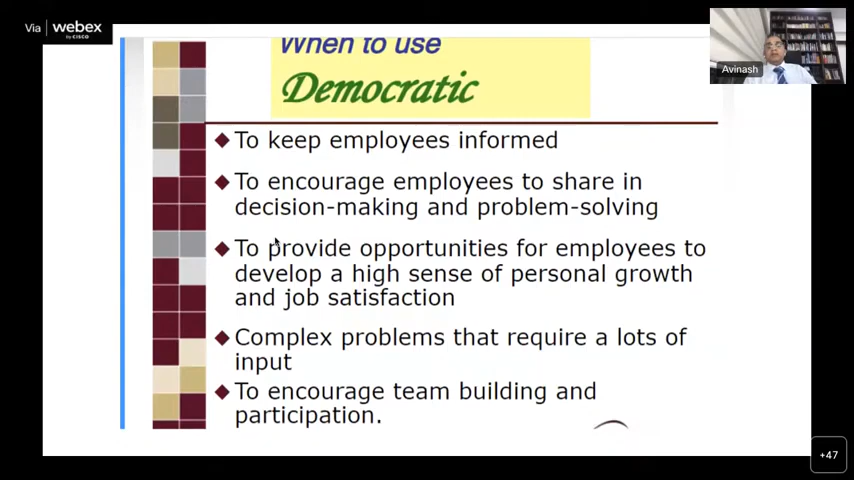 Via webex
by CISCO
Avinash
When to use
Democratic
To keep employees informed
To encourage employees to share in
decision-making and problem-solving
To provide opportunities for employees to
develop a high sense of personal growth
and job satisfaction
Complex problems that require a lots of
input
To encourage team building and
participation.
+47